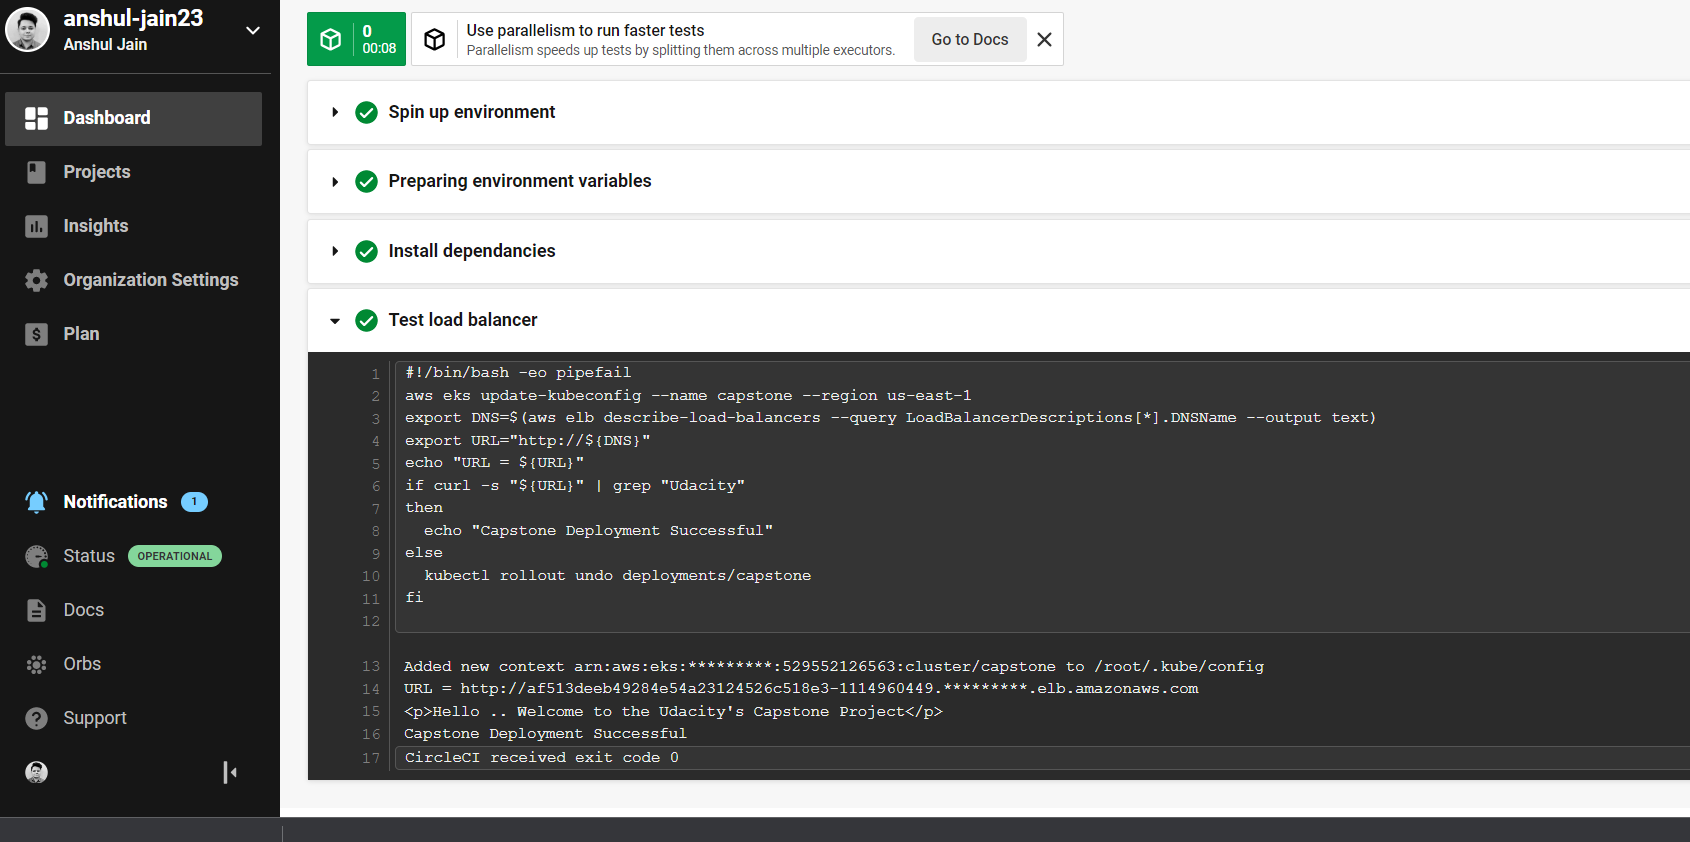 anshul-jain23
Anshul Jain
Dashboard
Projects
Insights
Organization Settings
Plan
Notifications 1
Status OPERATIONAL
Docs
Orbs
Support
0
00:08
Use parallelism to run faster tests
Parallelism speeds up tests by splitting them across multiple executors.
Go to Docs
Spin up environment
Preparing environment variables
Install dependancies
Test load balancer
1 #!/bin/bash -eo pipefail
2 aws eks update-kubeconfig --name capstone --region us-east-1
3 export DNS=$(aws elb describe-load-balancers --query LoadBalancerDescriptions[*].DNSName --output text)
4 export URL="http://${DNS}"
5 echo "URL = ${URL}"
6 if curl -s "${URL}" | grep "Udacity"
7 then
8   echo "Capstone Deployment Successful"
9 else
10   kubectl rollout undo deployments/capstone
11 fi
12
13 Added new context arn:aws:eks:*********:529552126563:cluster/capstone to /root/.kube/config
14 URL = http://af513deeb49284e54a23124526c518e3-1114960449.*********.elb.amazonaws.com
15 <p>Hello .. Welcome to the Udacity's Capstone Project</p>
16 Capstone Deployment Successful
17 CircleCI received exit code 0